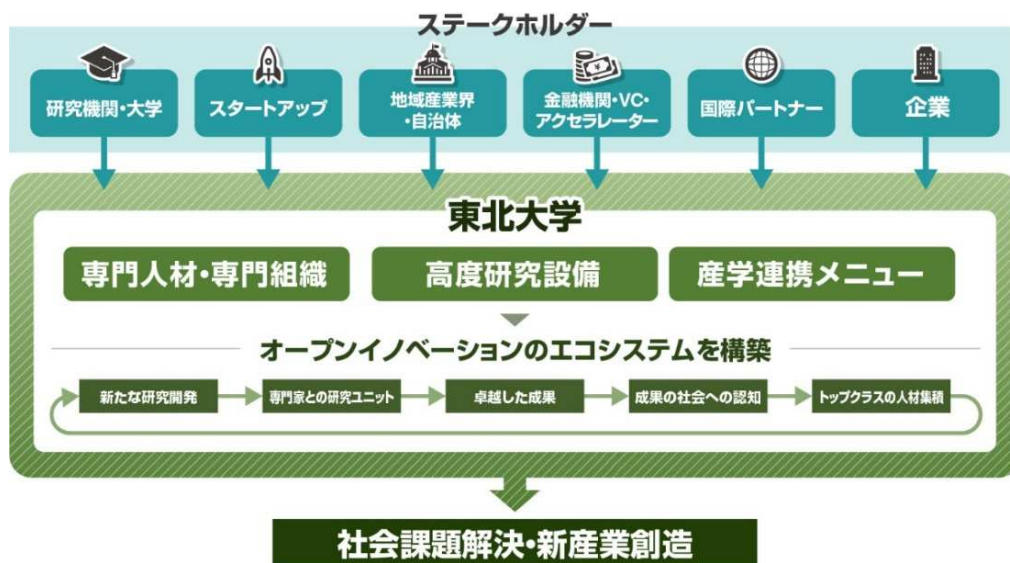 ステークホルダー
研究機関・大学
スタートアップ
地域産業界
・自治体
金融機関・VC・
アクセラレーター
国際パートナー
企業
東北大学
専門人材・専門組織
高度研究設備
産学連携メニュー
オープンイノベーションのエコシステムを構築
新たな研究開発
専門家との研究ユニット
卓越した成果
成果の社会への認知
トップクラスの人材集積
社会課題解決・新産業創造